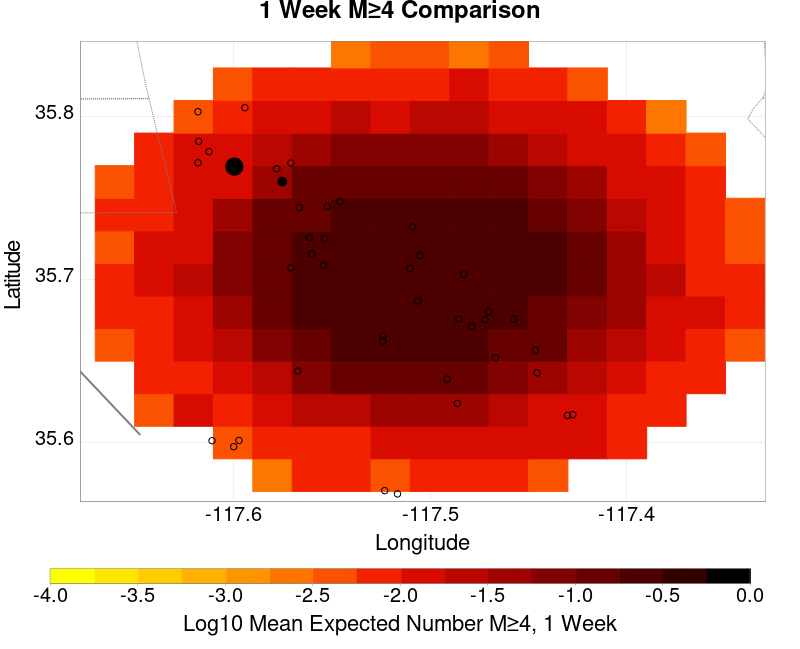 1 Week M≥4 Comparison
35.8
35.7
35.6
Latitude
-117.6 -117.5 -117.4
Longitude
-4.0 -3.5 -3.0 -2.5 -2.0 -1.5 -1.0 -0.5 0.0
Log10 Mean Expected Number M≥4, 1 Week